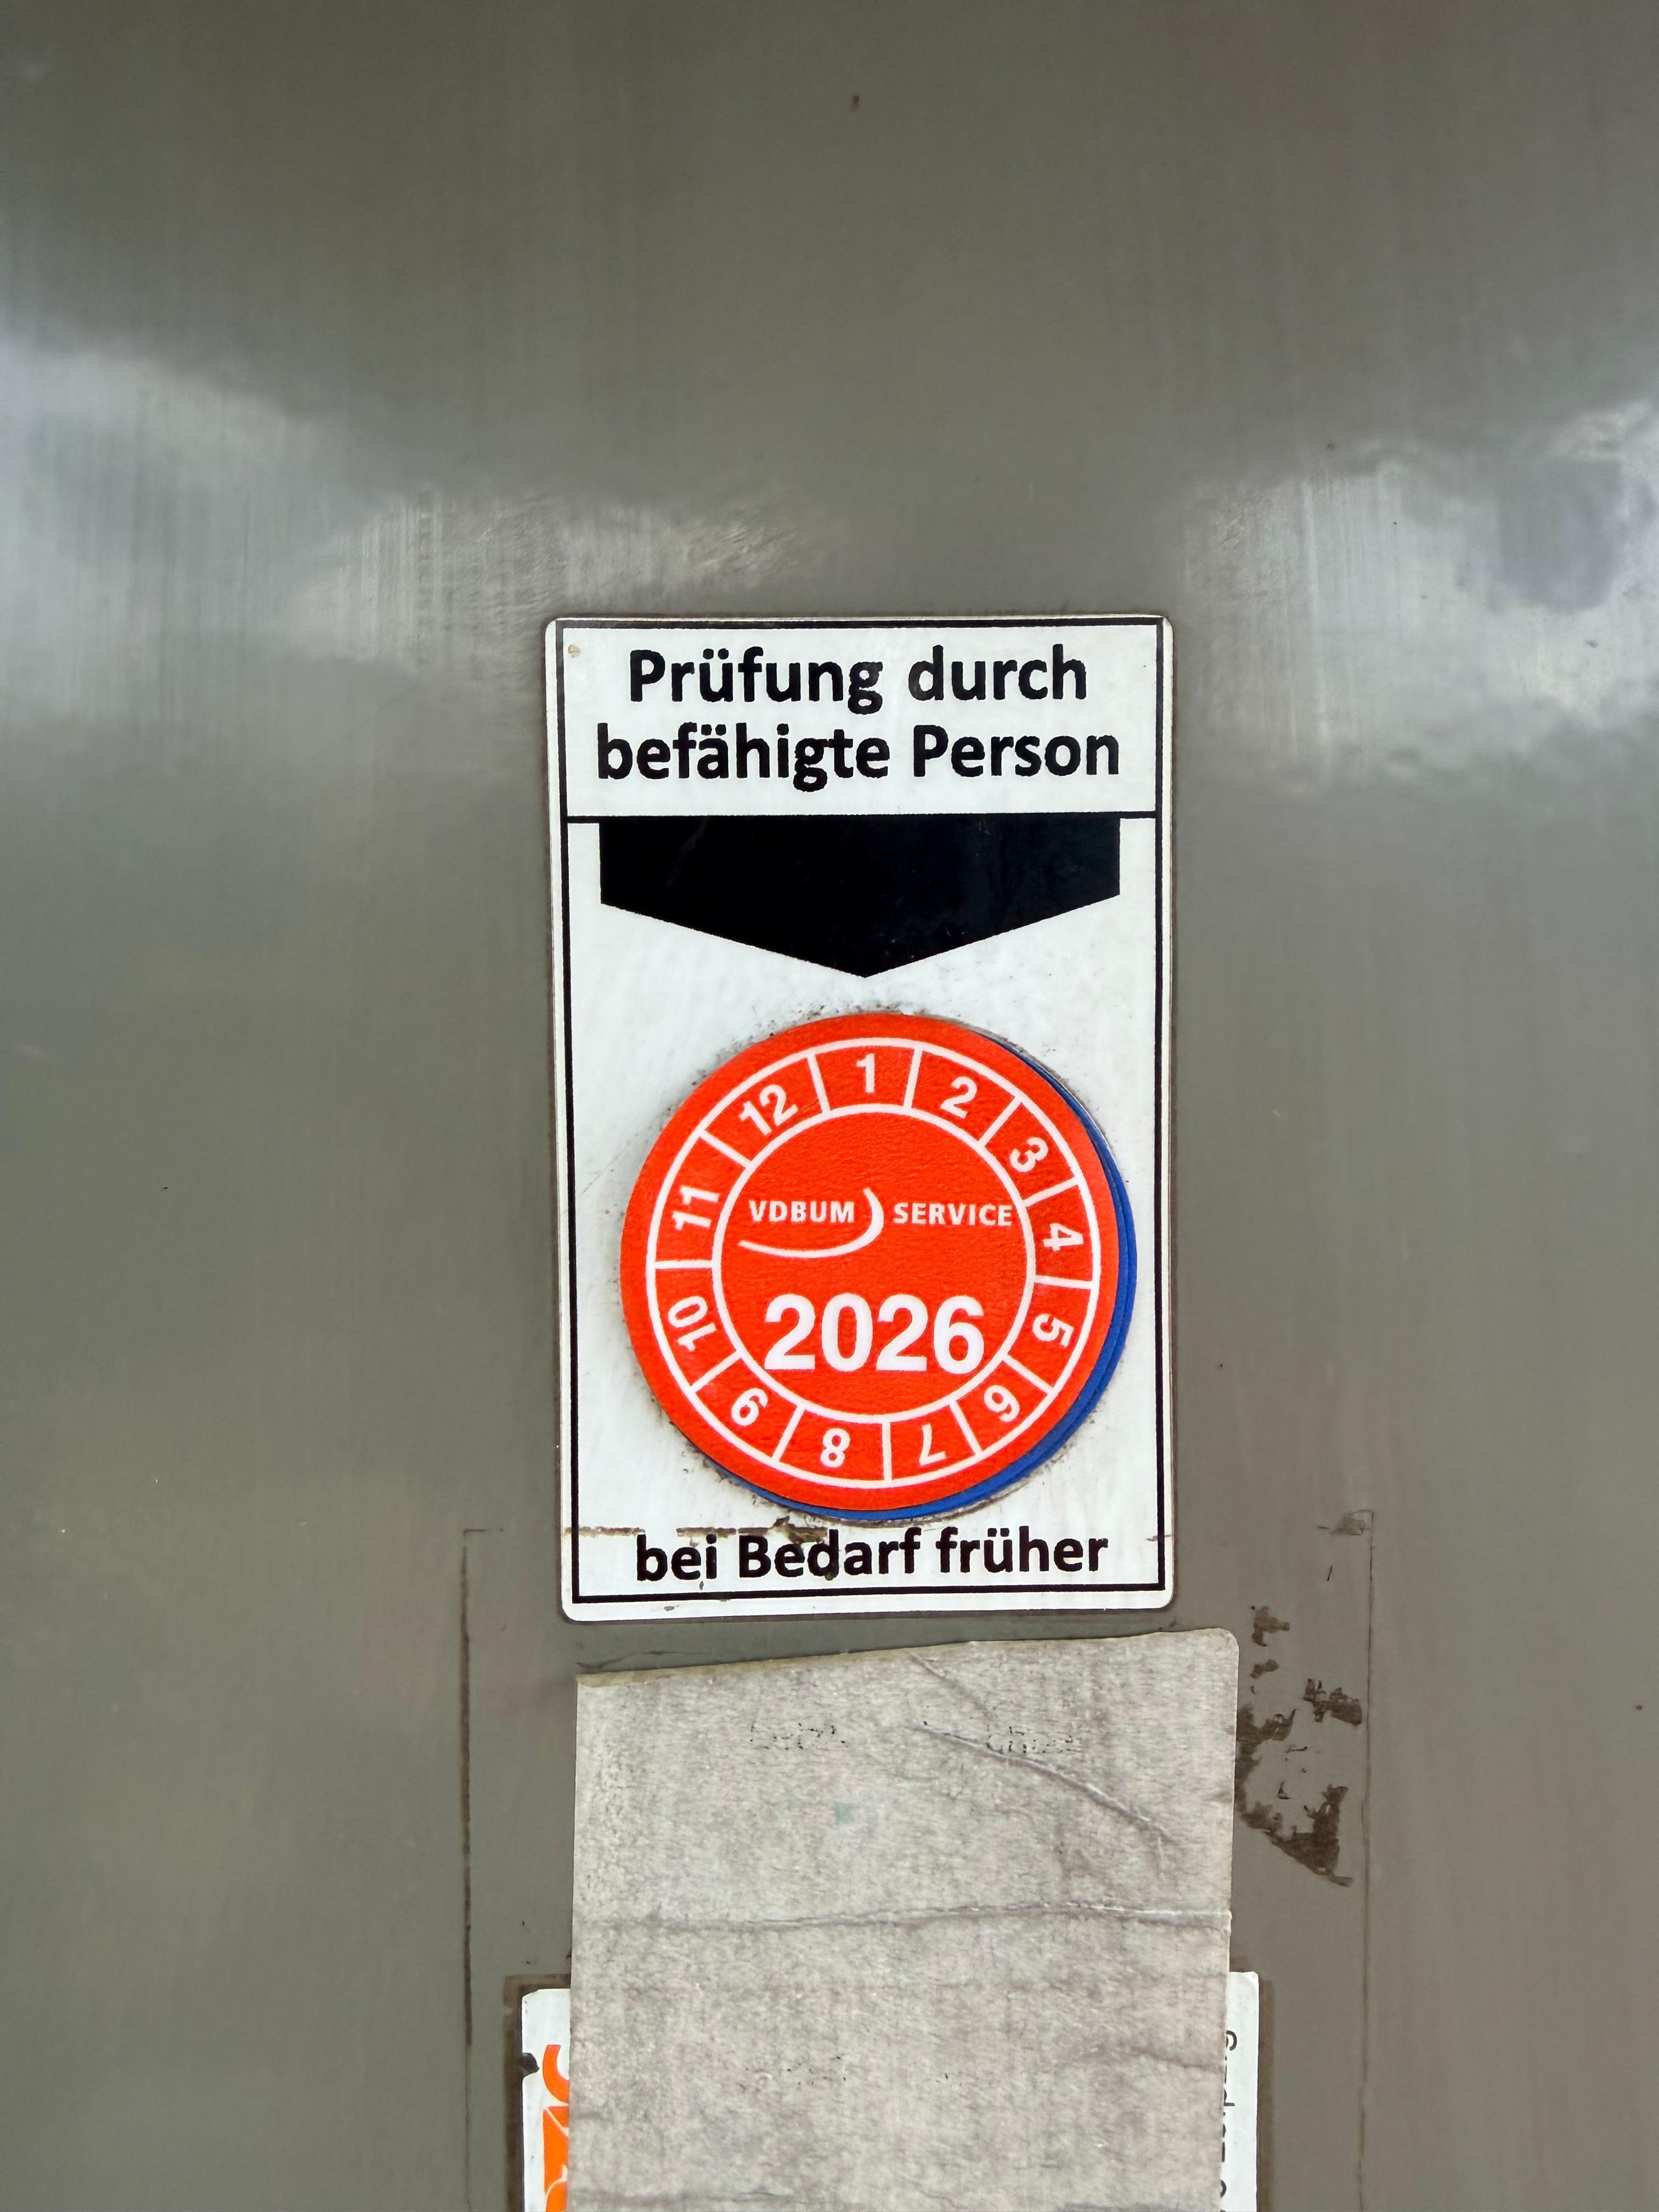 Prüfung durch
befähigte Person
12 1 2 3 4 5 6 7 8 9 10 11
VDBUM SERVICE
2026
bei Bedarf früher